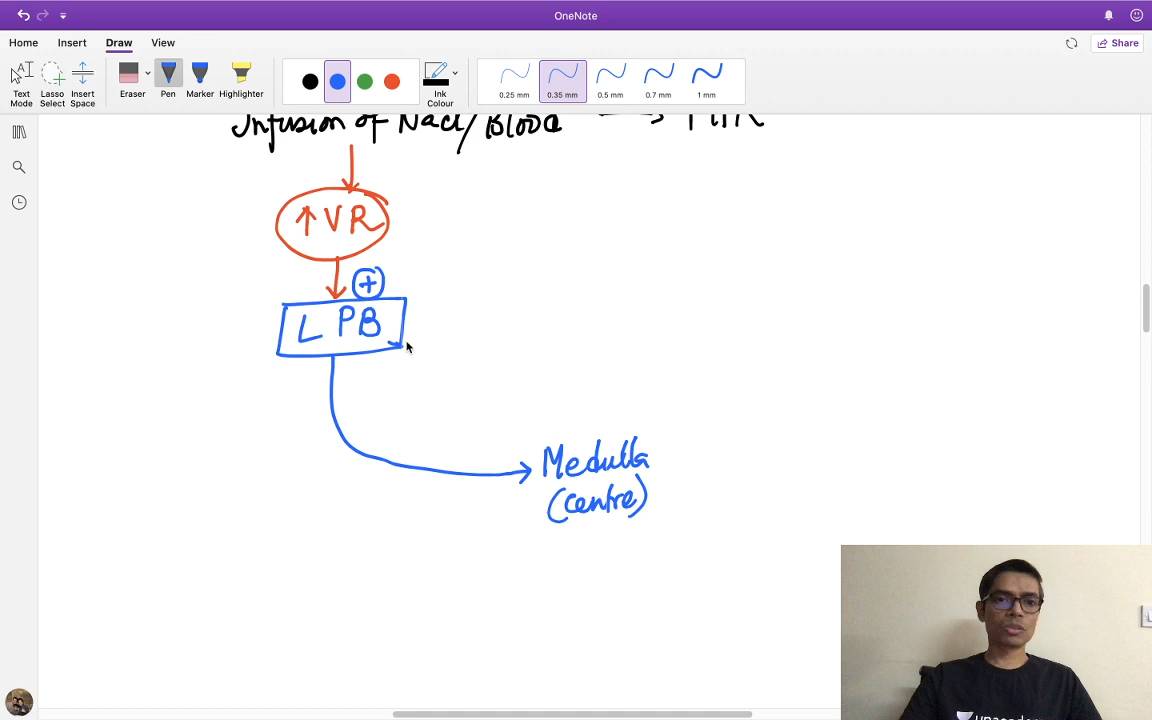 OneNote
Home Insert Draw View
Share
Text Mode
Lasso Select
Insert Space
Eraser
Pen
Marker
Highlighter
Ink Colour
0.25 mm
0.35 mm
0.5 mm
0.7 mm
1 mm
Infusion of Nacl/Blood → ↑HR
↑ VR
+
LPB
Medulla
(centre)